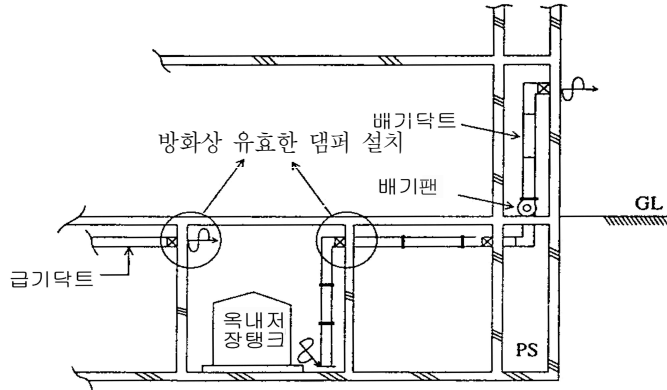 배기닥트
방화상 유효한 댐퍼 설치
배기팬
GL
급기닥트
옥내저
장탱크
PS